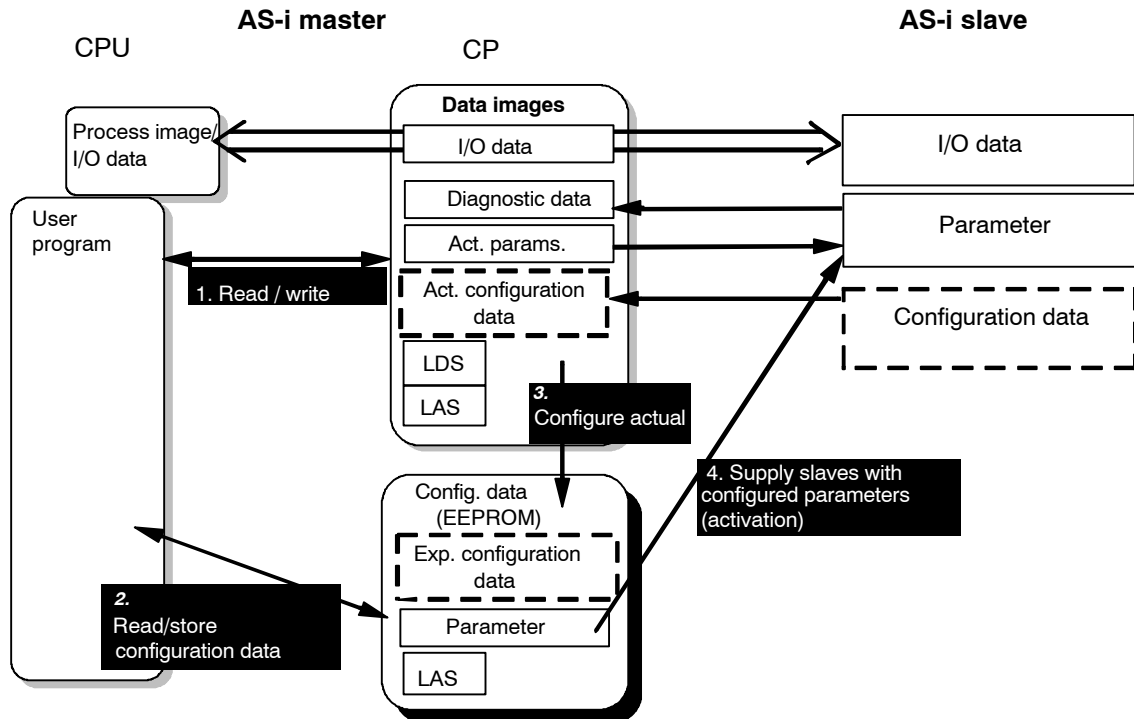 AS-i master
AS-i slave
CPU
CP
Data images
Process image/
I/O data
I/O data
I/O data
User
program
Diagnostic data
Parameter
Act. params.
1. Read / write
Act. configuration
data
Configuration data
LDS
LAS
3.
Configure actual
4. Supply slaves with
configured parameters
(activation)
Config. data
(EEPROM)
Exp. configuration
data
2.
Read/store
configuration data
Parameter
LAS